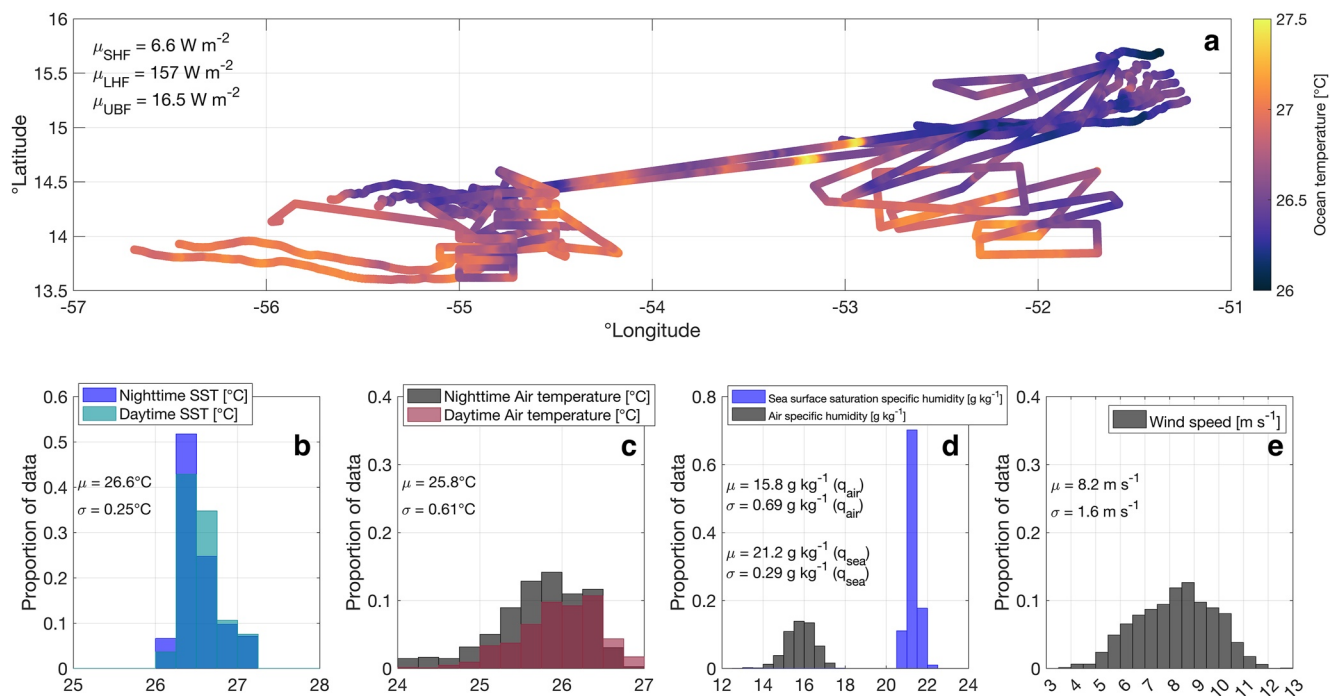 16
15.5
15
14.5
14
13.5
°Latitude
μSHF = 6.6 W m-2
μLHF = 157 W m-2
μUBF = 16.5 W m-2
a
-57
-56
-55
-54
-53
-52
-51
°Longitude
27.5
27
26.5
26
Ocean temperature [°C]
0.6
0.5
0.4
0.3
0.2
0.1
0
Proportion of data
Nighttime SST [°C]
Daytime SST [°C]
b
μ = 26.6°C
σ = 0.25°C
25
26
27
28
0.4
0.3
0.2
0.1
0
Proportion of data
Nighttime Air temperature [°C]
Daytime Air temperature [°C]
c
μ = 25.8°C
σ = 0.61°C
24
25
26
27
0.8
0.6
0.4
0.2
0
Proportion of data
Sea surface saturation specific humidity [g kg-1]
Air specific humidity [g kg-1]
d
μ = 15.8 g kg-1 (qair)
σ = 0.69 g kg-1 (qair)
μ = 21.2 g kg-1 (qsea)
σ = 0.29 g kg-1 (qsea)
12
14
16
18
20
22
24
0.4
0.3
0.2
0.1
0
Proportion of data
Wind speed [m s-1]
e
μ = 8.2 m s-1
σ = 1.6 m s-1
3
4
5
6
7
8
9
10
11
12
13